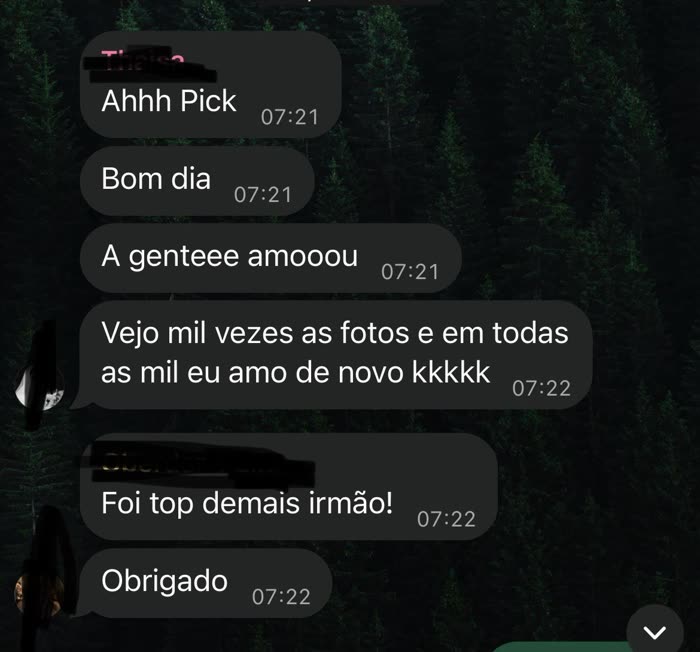 Ahhh Pick
07:21
Bom dia
07:21
A genteee amooou
07:21
Vejo mil vezes as fotos e em todas
as mil eu amo de novo kkkkk
07:22
Foi top demais irmão!
07:22
Obrigado
07:22